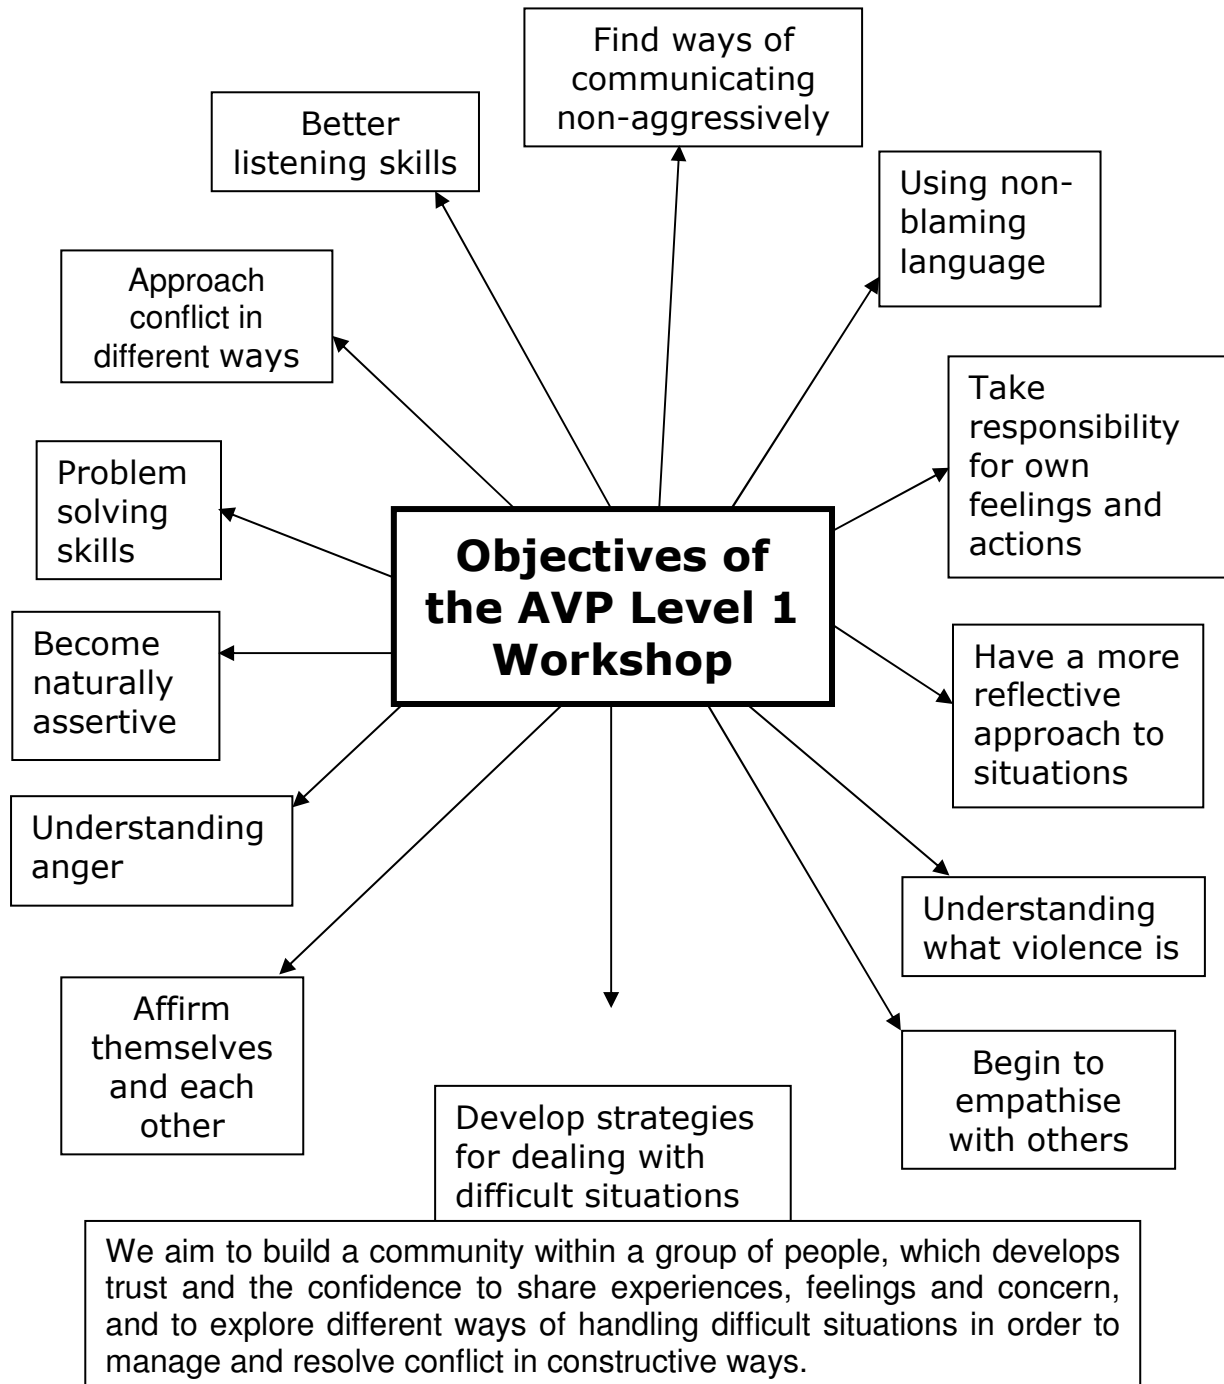 Find ways of
communicating
non-aggressively
Better
listening skills
Using non-
blaming
language
Approach
conflict in
different ways
Take
responsibility
for own
feelings and
actions
Problem
solving
skills
Objectives of
the AVP Level 1
Workshop
Become
naturally
assertive
Have a more
reflective
approach to
situations
Understanding
anger
Understanding
what violence is
Affirm
themselves
and each
other
Begin to
empathise
with others
Develop strategies
for dealing with
difficult situations
We aim to build a community within a group of people, which develops
trust and the confidence to share experiences, feelings and concern,
and to explore different ways of handling difficult situations in order to
manage and resolve conflict in constructive ways.